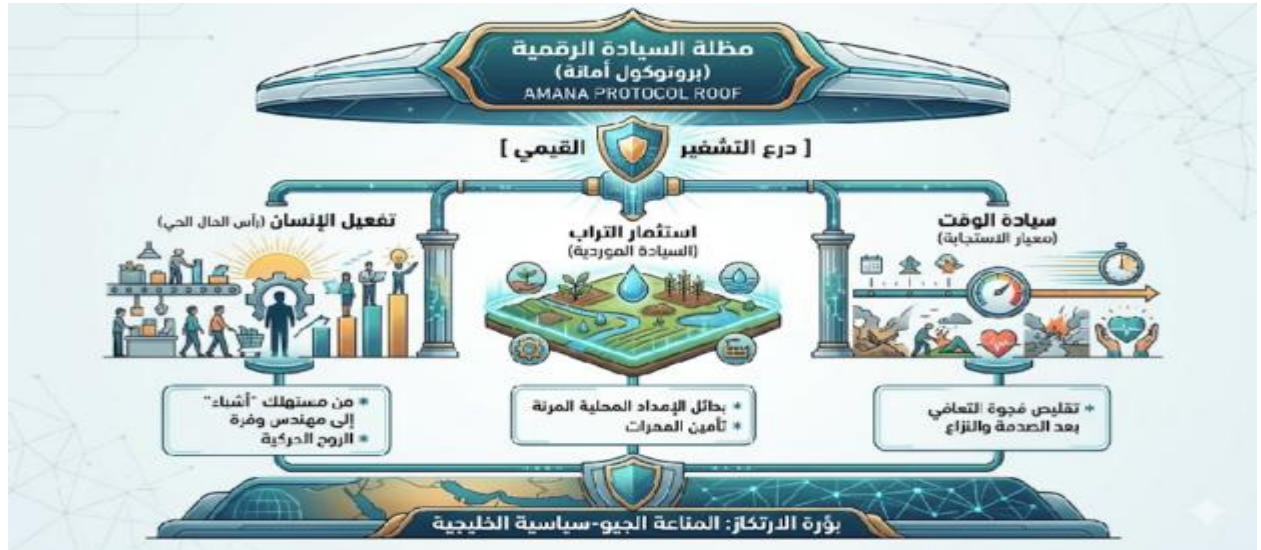 مظلة السيادة الرقمية
(بروتوكول أمانة)
AMANA PROTOCOL ROOF
[ درع التشفير القيمي ]
سيادة الوقت
(معيار الاستجابة)
استثمار التراب
(السيادة الموردية)
تفعيل الإنسان (رأس المال الحي)
* تقليص فجوة التعافي
بعد الصدمة والنزاع
* بدائل الإمداد المحلية المرنة
* تأمين الممرات
* من مستهلك "أشياء"
إلى مهندس وفرة
* الروح الحركية
بؤرة الارتكاز: المناعة الجيو-سياسية الخليجية